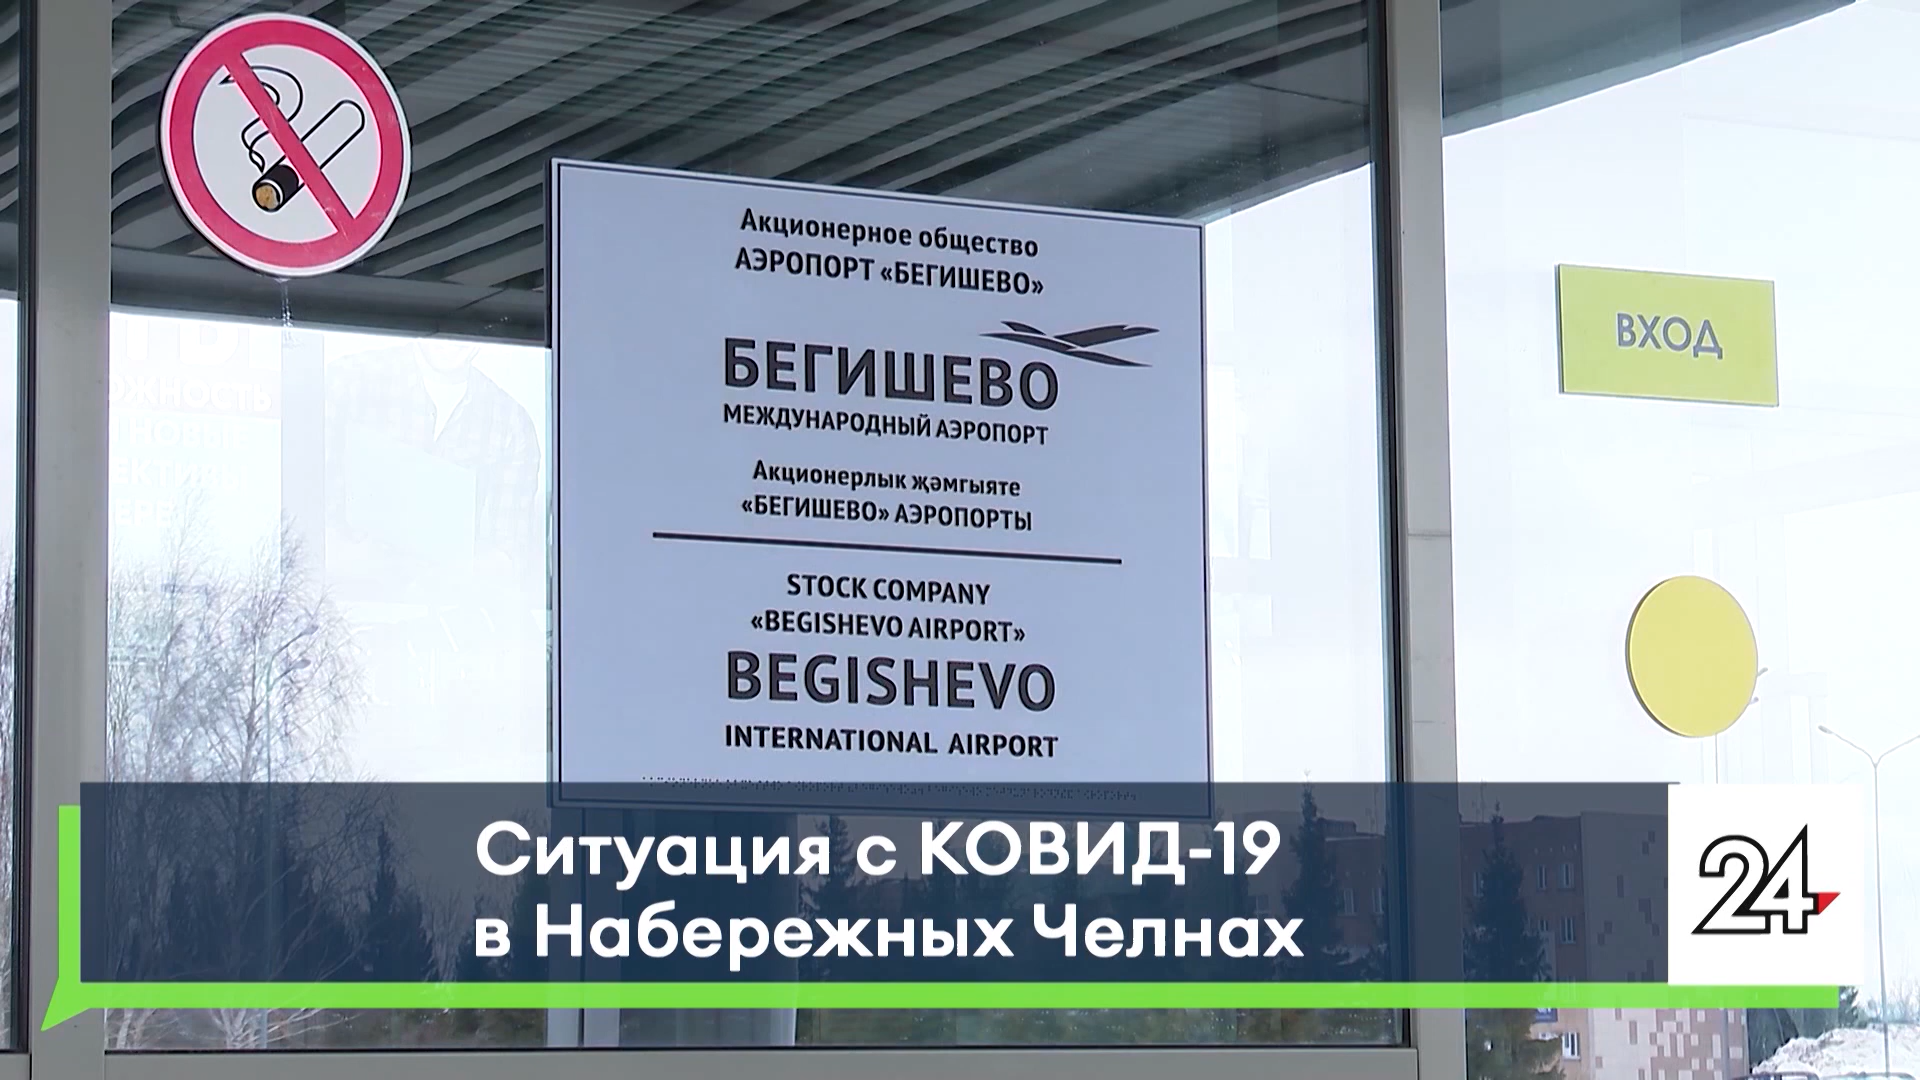 Акционерное общество
АЭРОПОРТ «БЕГИШЕВО»
БЕГИШЕВО
МЕЖДУНАРОДНЫЙ АЭРОПОРТ
Акционерлык җәмгыяте
«БЕГИШЕВО» АЭРОПОРТЫ
STOCK COMPANY
«BEGISHEVO AIRPORT»
BEGISHEVO
INTERNATIONAL AIRPORT
ВХОД
Ситуация с КОВИД-19
в Набережных Челнах
24